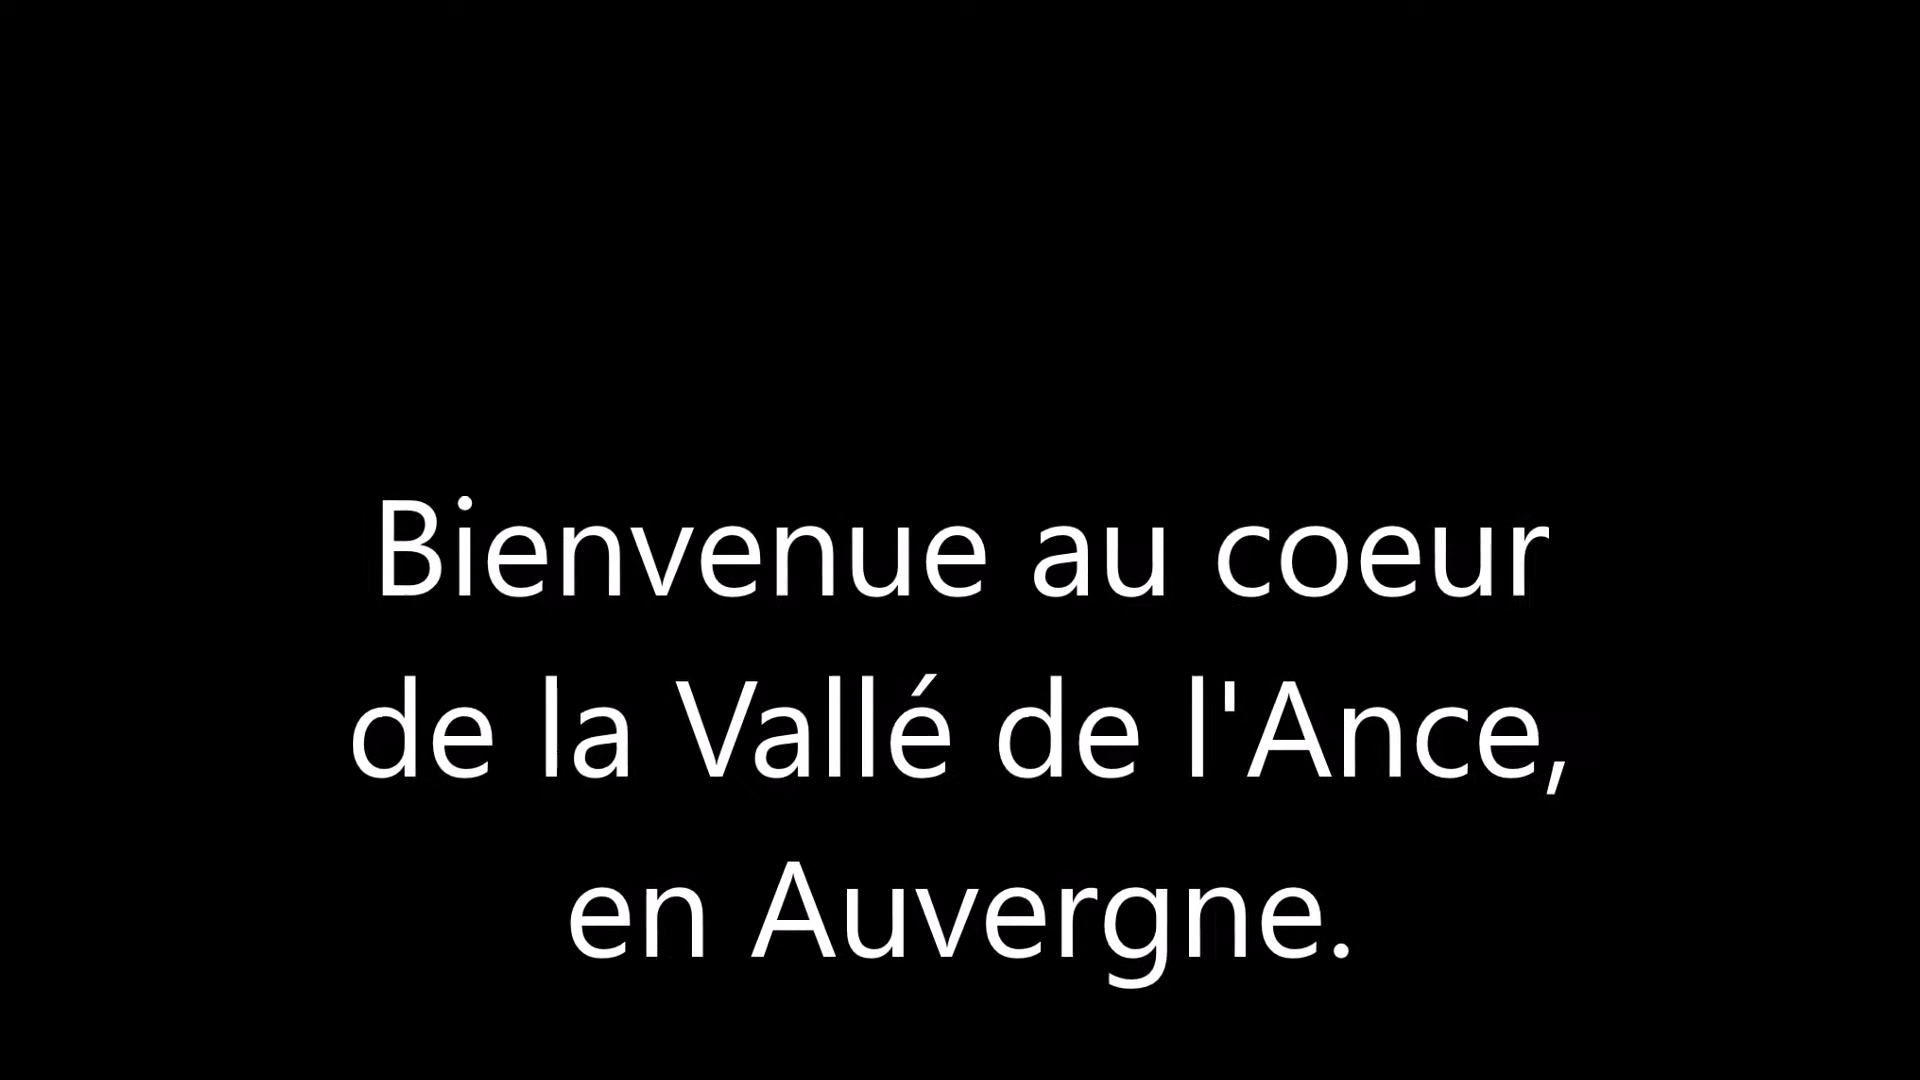 Bienvenue au coeur
de la Vallé de l'Ance,
en Auvergne.